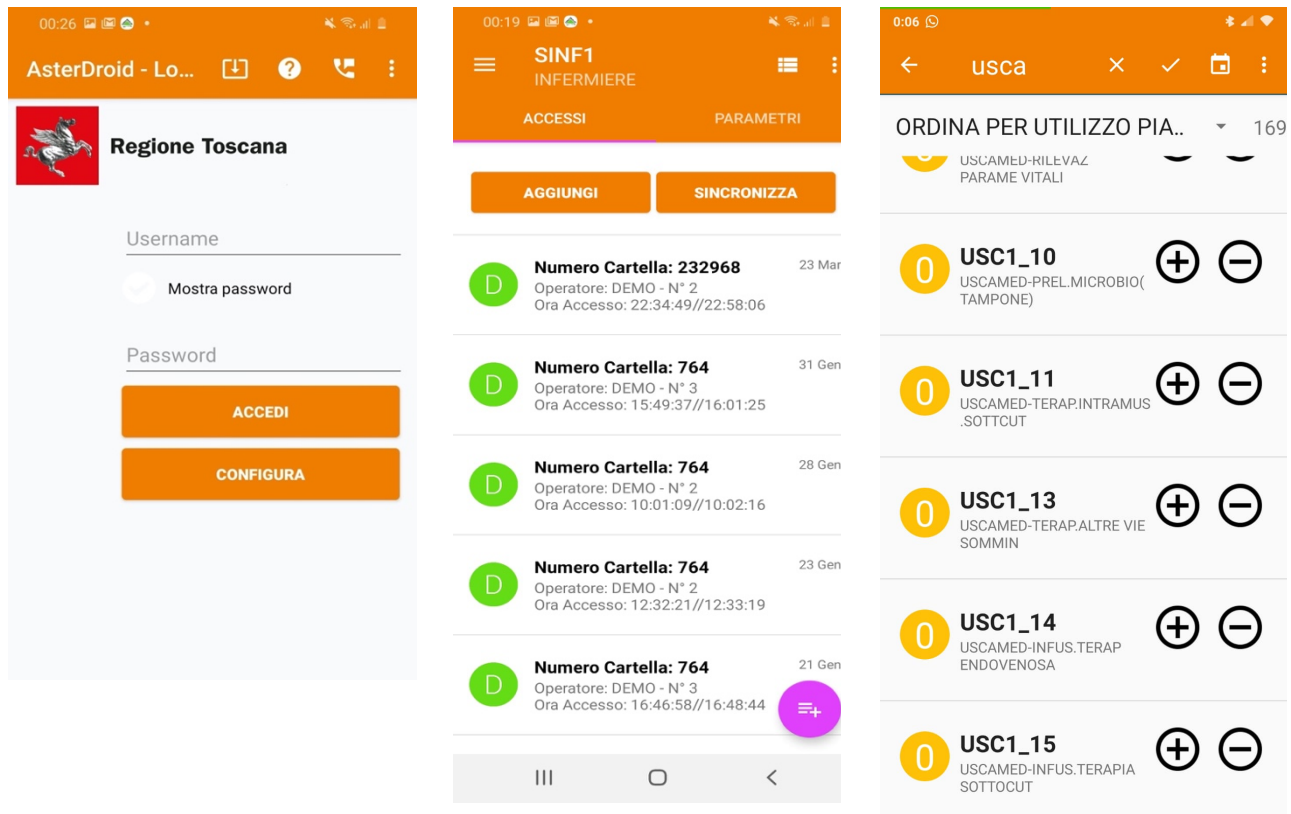 00:26
AsterDroid - Lo...
Regione Toscana
Username
Mostra password
Password
ACCEDI
CONFIGURA
00:19
SINF1
INFERMIERE
ACCESSI PARAMETRI
AGGIUNGI SINCRONIZZA
D
Numero Cartella: 232968 23 Mar
Operatore: DEMO - N° 2
Ora Accesso: 22:34:49//22:58:06
D
Numero Cartella: 764 31 Gen
Operatore: DEMO - N° 3
Ora Accesso: 15:49:37//16:01:25
D
Numero Cartella: 764 28 Gen
Operatore: DEMO - N° 2
Ora Accesso: 10:01:09//10:02:16
D
Numero Cartella: 764 23 Gen
Operatore: DEMO - N° 2
Ora Accesso: 12:32:21//12:33:19
D
Numero Cartella: 764 21 Gen
Operatore: DEMO - N° 3
Ora Accesso: 16:46:58//16:48:44
0:06
usca
ORDINA PER UTILIZZO PIA.. 169
USCAMED-RILEVAZ
PARAME VITALI
0
USC1_10
USCAMED-PREL.MICROBIO(
TAMPONE)
0
USC1_11
USCAMED-TERAP.INTRAMUS
.SOTTCUT
0
USC1_13
USCAMED-TERAP.ALTRE VIE
SOMMIN
0
USC1_14
USCAMED-INFUS.TERAP
ENDOVENOSA
0
USC1_15
USCAMED-INFUS.TERAPIA
SOTTOCUT